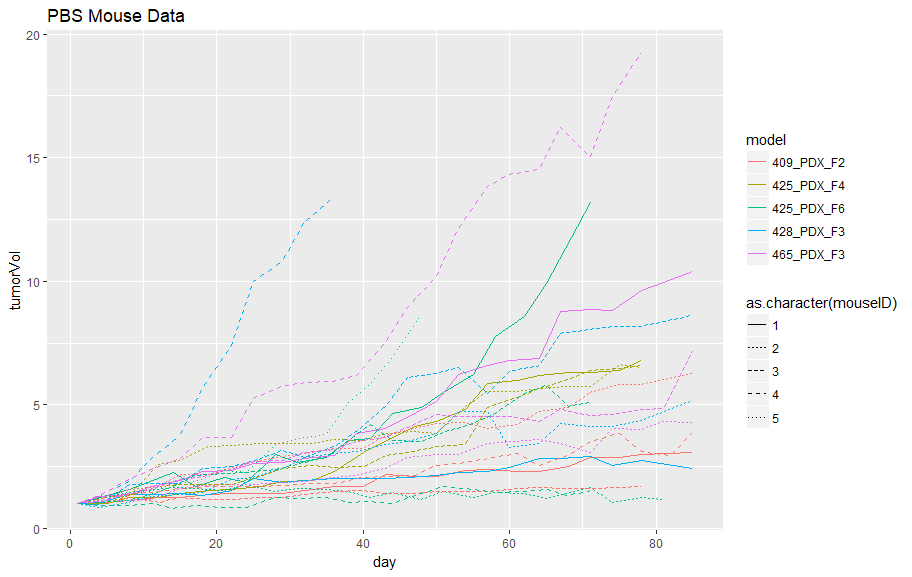 PBS Mouse Data
tumorVol
20
15
10
5
0
0
20
40
60
80
day
model
409_PDX_F2
425_PDX_F4
425_PDX_F6
428_PDX_F3
465_PDX_F3
as.character(mouseID)
1
2
3
4
5